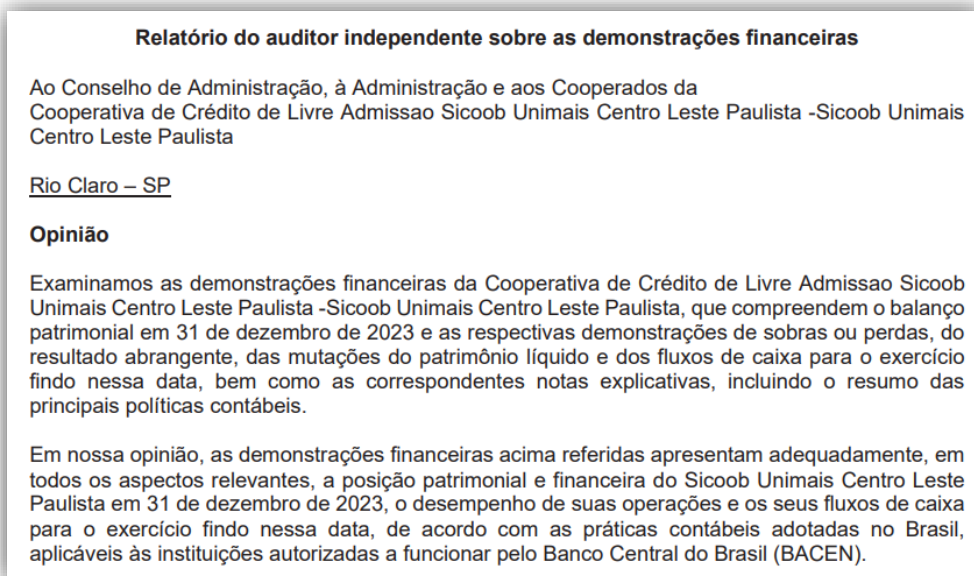 Relatório do auditor independente sobre as demonstrações financeiras
Ao Conselho de Administração, à Administração e aos Cooperados da
Cooperativa de Crédito de Livre Admissao Sicoob Unimais Centro Leste Paulista -Sicoob Unimais
Centro Leste Paulista
Rio Claro – SP
Opinião
Examinamos as demonstrações financeiras da Cooperativa de Crédito de Livre Admissao Sicoob
Unimais Centro Leste Paulista -Sicoob Unimais Centro Leste Paulista, que compreendem o balanço
patrimonial em 31 de dezembro de 2023 e as respectivas demonstrações de sobras ou perdas, do
resultado abrangente, das mutações do patrimônio líquido e dos fluxos de caixa para o exercício
findo nessa data, bem como as correspondentes notas explicativas, incluindo o resumo das
principais políticas contábeis.
Em nossa opinião, as demonstrações financeiras acima referidas apresentam adequadamente, em
todos os aspectos relevantes, a posição patrimonial e financeira do Sicoob Unimais Centro Leste
Paulista em 31 de dezembro de 2023, o desempenho de suas operações e os seus fluxos de caixa
para o exercício findo nessa data, de acordo com as práticas contábeis adotadas no Brasil,
aplicáveis às instituições autorizadas a funcionar pelo Banco Central do Brasil (BACEN).